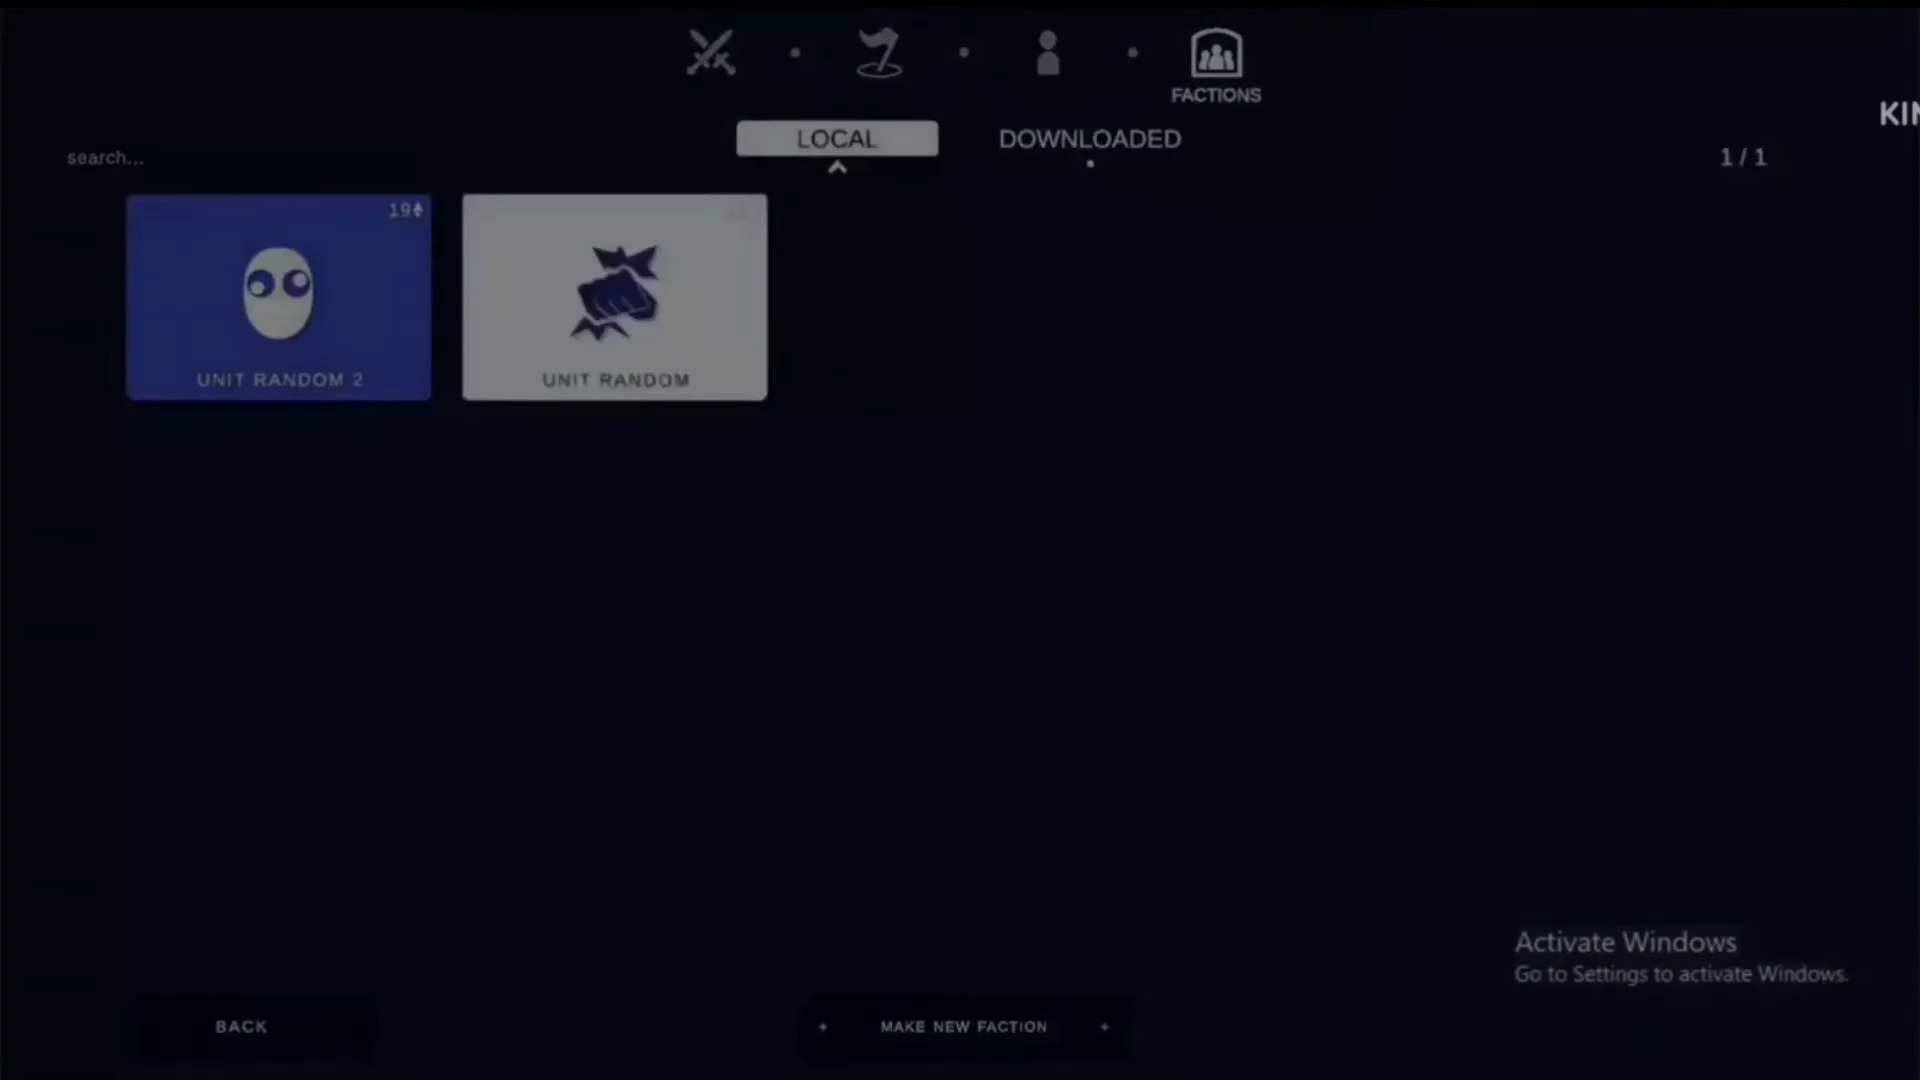 FACTIONS
KIN
LOCAL
DOWNLOADED
search...
1 / 1
19
UNIT RANDOM 2
UNIT RANDOM
Activate Windows
Go to Settings to activate Windows.
BACK
+ MAKE NEW FACTION +